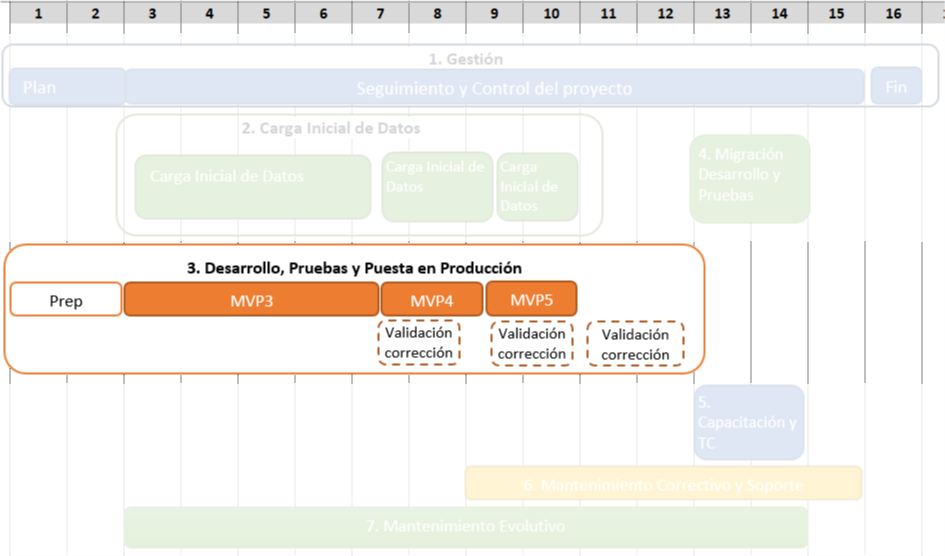 1 2 3 4 5 6 7 8 9 10 11 12 13 14 15 16
1. Gestión
Plan
Seguimiento y Control del proyecto
Fin
2. Carga Inicial de Datos
Carga Inicial de Datos
Carga Inicial de
Datos
Carga
Inicial de
Datos
4. Migración
Desarrollo y
Pruebas
3. Desarrollo, Pruebas y Puesta en Producción
Prep
MVP3
MVP4
MVP5
Validación
corrección
Validación
corrección
Validación
corrección
5.
Capacitación y
TC
6. Mantenimiento Correctivo y Soporte
7. Mantenimiento Evolutivo